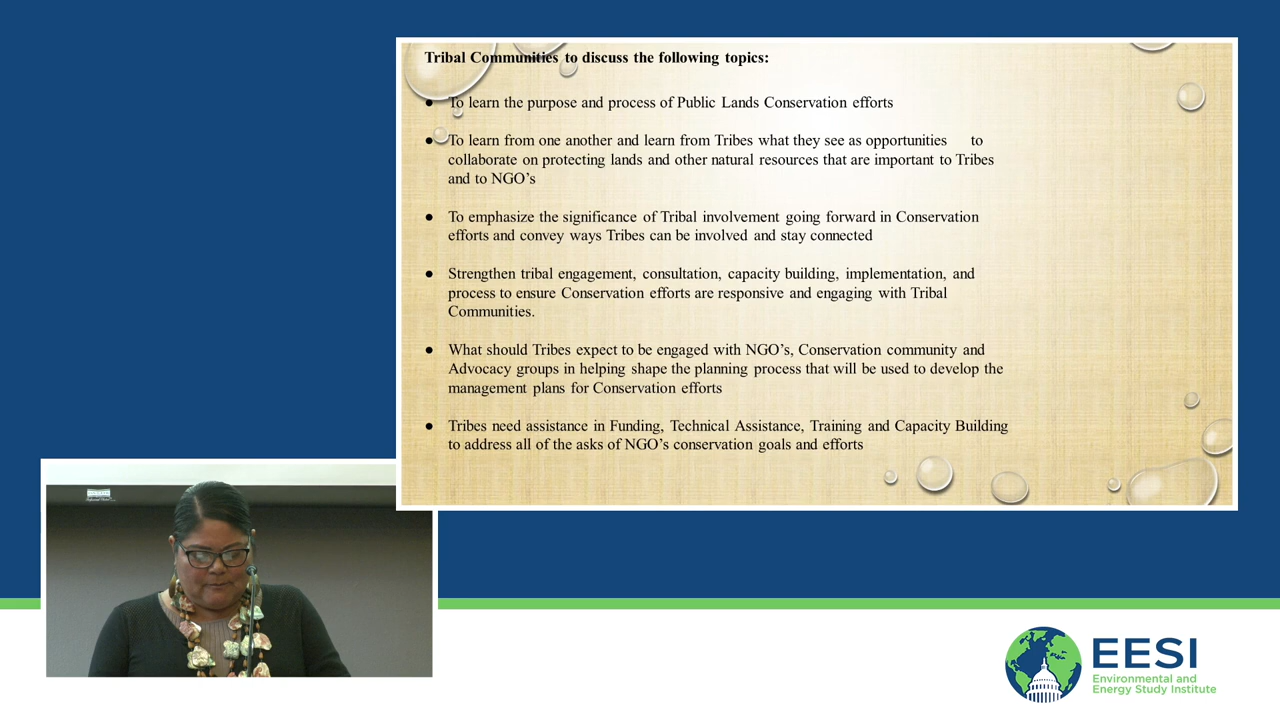 Tribal Communities to discuss the following topics:
● To learn the purpose and process of Public Lands Conservation efforts
● To learn from one another and learn from Tribes what they see as opportunities to
collaborate on protecting lands and other natural resources that are important to Tribes
and to NGO’s
● To emphasize the significance of Tribal involvement going forward in Conservation
efforts and convey ways Tribes can be involved and stay connected
● Strengthen tribal engagement, consultation, capacity building, implementation, and
process to ensure Conservation efforts are responsive and engaging with Tribal
Communities.
● What should Tribes expect to be engaged with NGO’s, Conservation community and
Advocacy groups in helping shape the planning process that will be used to develop the
management plans for Conservation efforts
● Tribes need assistance in Funding, Technical Assistance, Training and Capacity Building
to address all of the asks of NGO’s conservation goals and efforts
EESI
Environmental and
Energy Study Institute